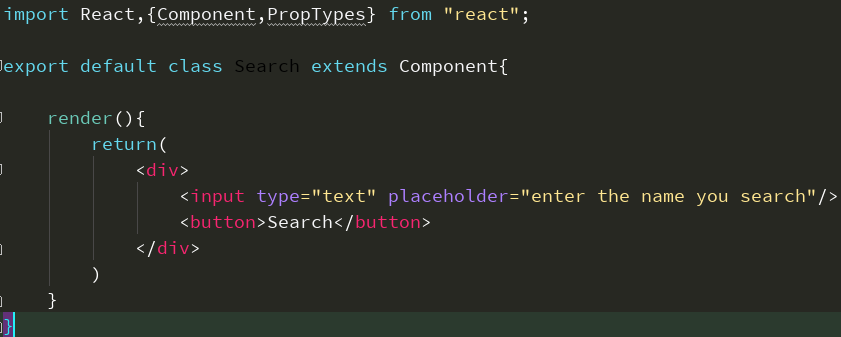 import React,{Component,PropTypes} from "react";
export default class Search extends Component{
render(){
return(
<div>
<input type="text" placeholder="enter the name you search"/>
<button>Search</button>
</div>
)
}
}